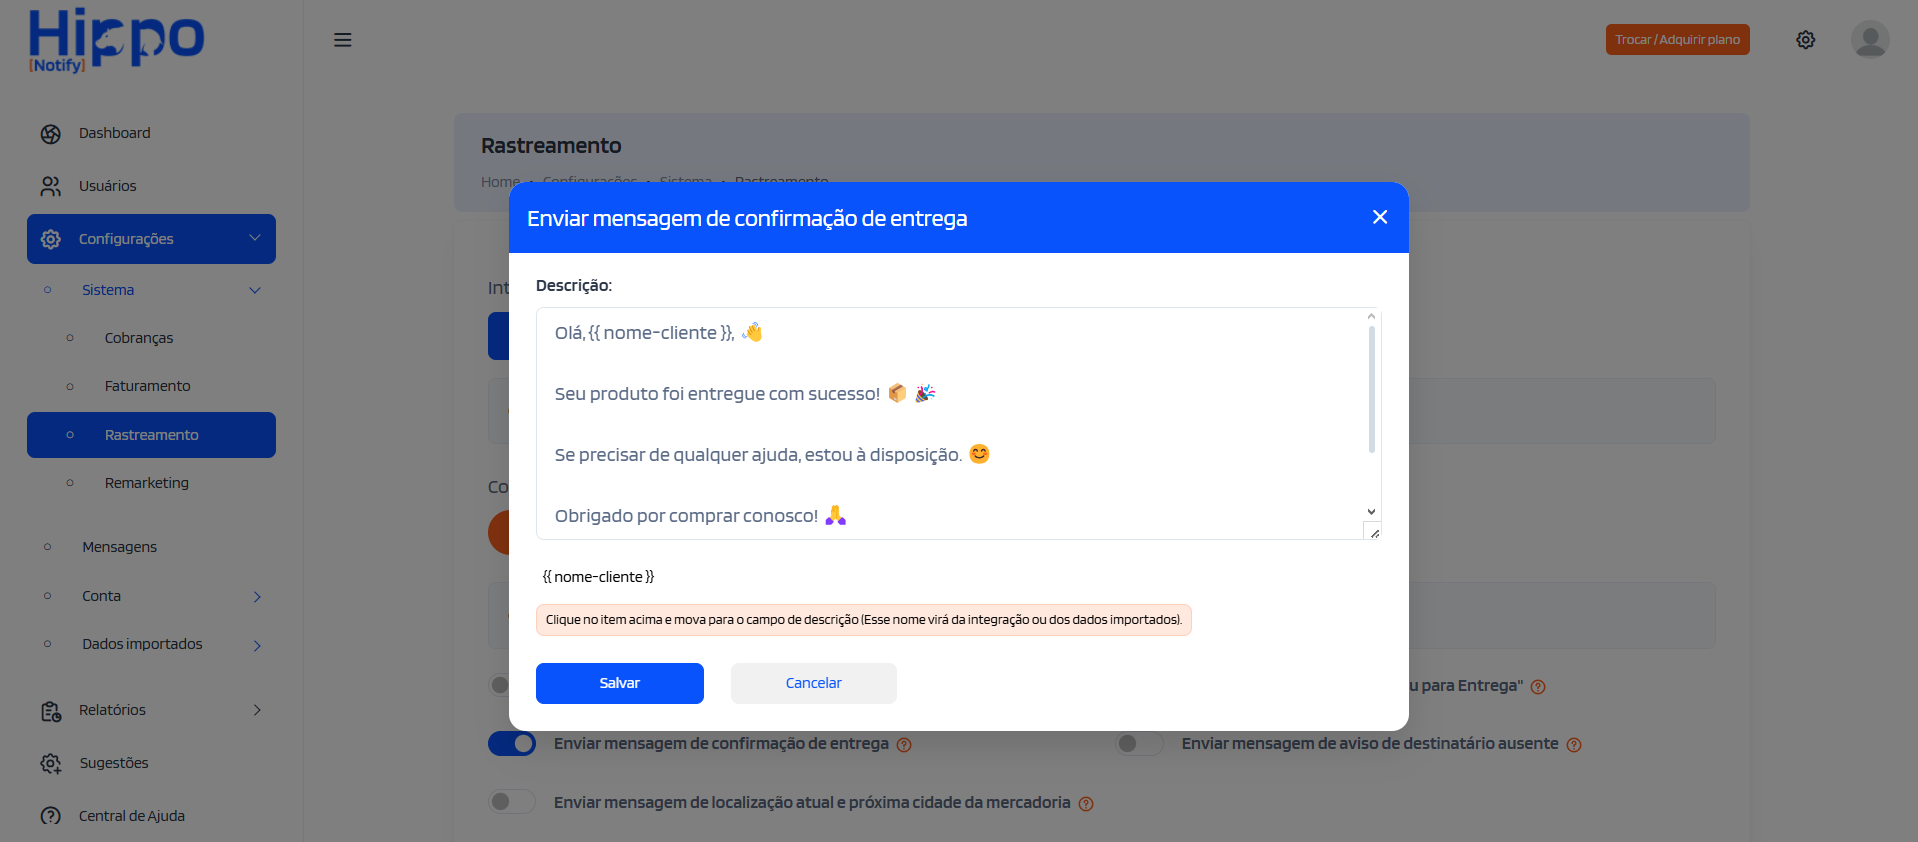 Hippo
[Notify]
Trocar / Adquirir plano
Dashboard
Usuários
Configurações
Sistema
Cobranças
Faturamento
Rastreamento
Remarketing
Mensagens
Conta
Dados importados
Relatórios
Sugestões
Central de Ajuda
Rastreamento
Home • Configurações • Sistema • Rastreamento
Enviar mensagem de confirmação de entrega
Descrição:
Olá, {{ nome-cliente }}, 👋
Seu produto foi entregue com sucesso! 📦 🎉
Se precisar de qualquer ajuda, estou à disposição. 😊
Obrigado por comprar conosco! 🙏
{{ nome-cliente }}
Clique no item acima e mova para o campo de descrição (Esse nome virá da integração ou dos dados importados).
Salvar
Cancelar
para Entrega"
Enviar mensagem de confirmação de entrega
Enviar mensagem de aviso de destinatário ausente
Enviar mensagem de localização atual e próxima cidade da mercadoria